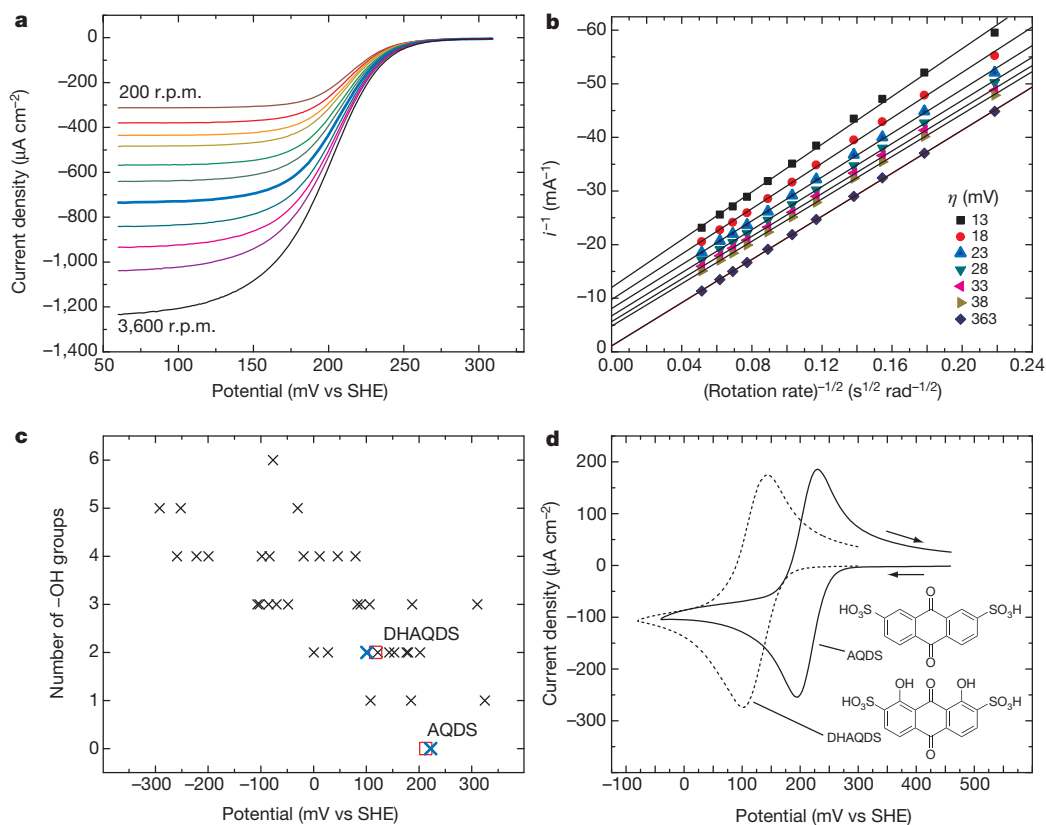 a
0
−200
−400
−600
−800
−1,000
−1,200
−1,400
Current density (μA cm−2)
200 r.p.m.
3,600 r.p.m.
50 100 150 200 250 300
Potential (mV vs SHE)
b
−60
−50
−40
−30
−20
−10
0
i−1 (mA−1)
η (mV)
13
18
23
28
33
38
363
0.00 0.04 0.08 0.12 0.16 0.20 0.24
(Rotation rate)−1/2 (s1/2 rad−1/2)
c
6
5
4
3
2
1
0
Number of −OH groups
DHAQDS
AQDS
−300 −200 −100 0 100 200 300
Potential (mV vs SHE)
d
200
100
0
−100
−200
−300
Current density (μA cm−2)
O
HO3S
SO3H
O
AQDS
OH O OH
HO3S
SO3H
O
DHAQDS
−100 0 100 200 300 400 500
Potential (mV vs SHE)